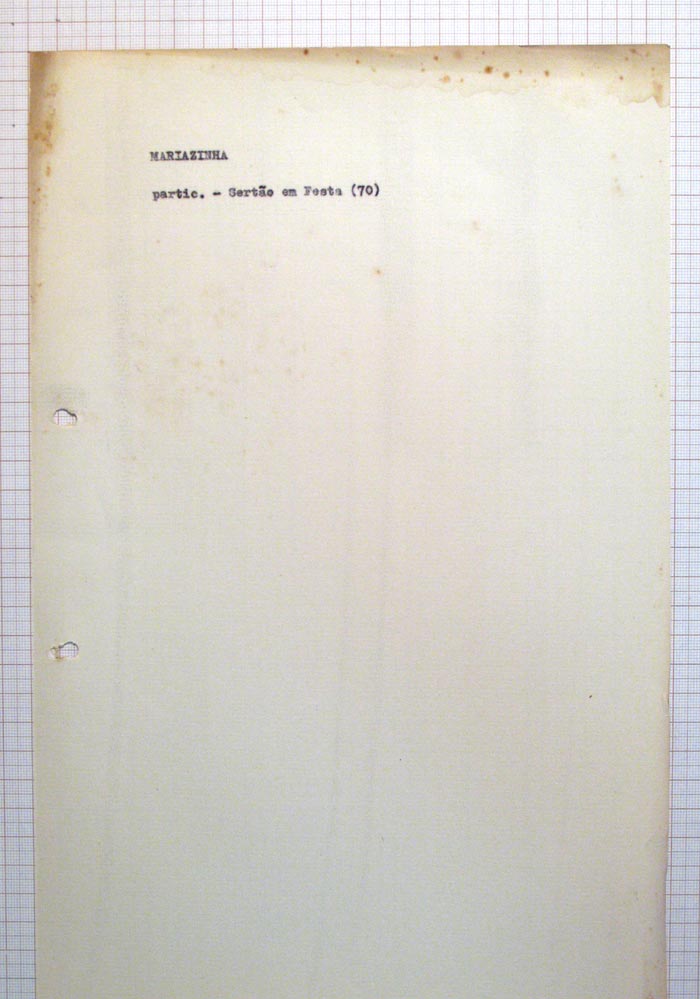 MARIAZINHA
partic. - Sertão em Festa (70)